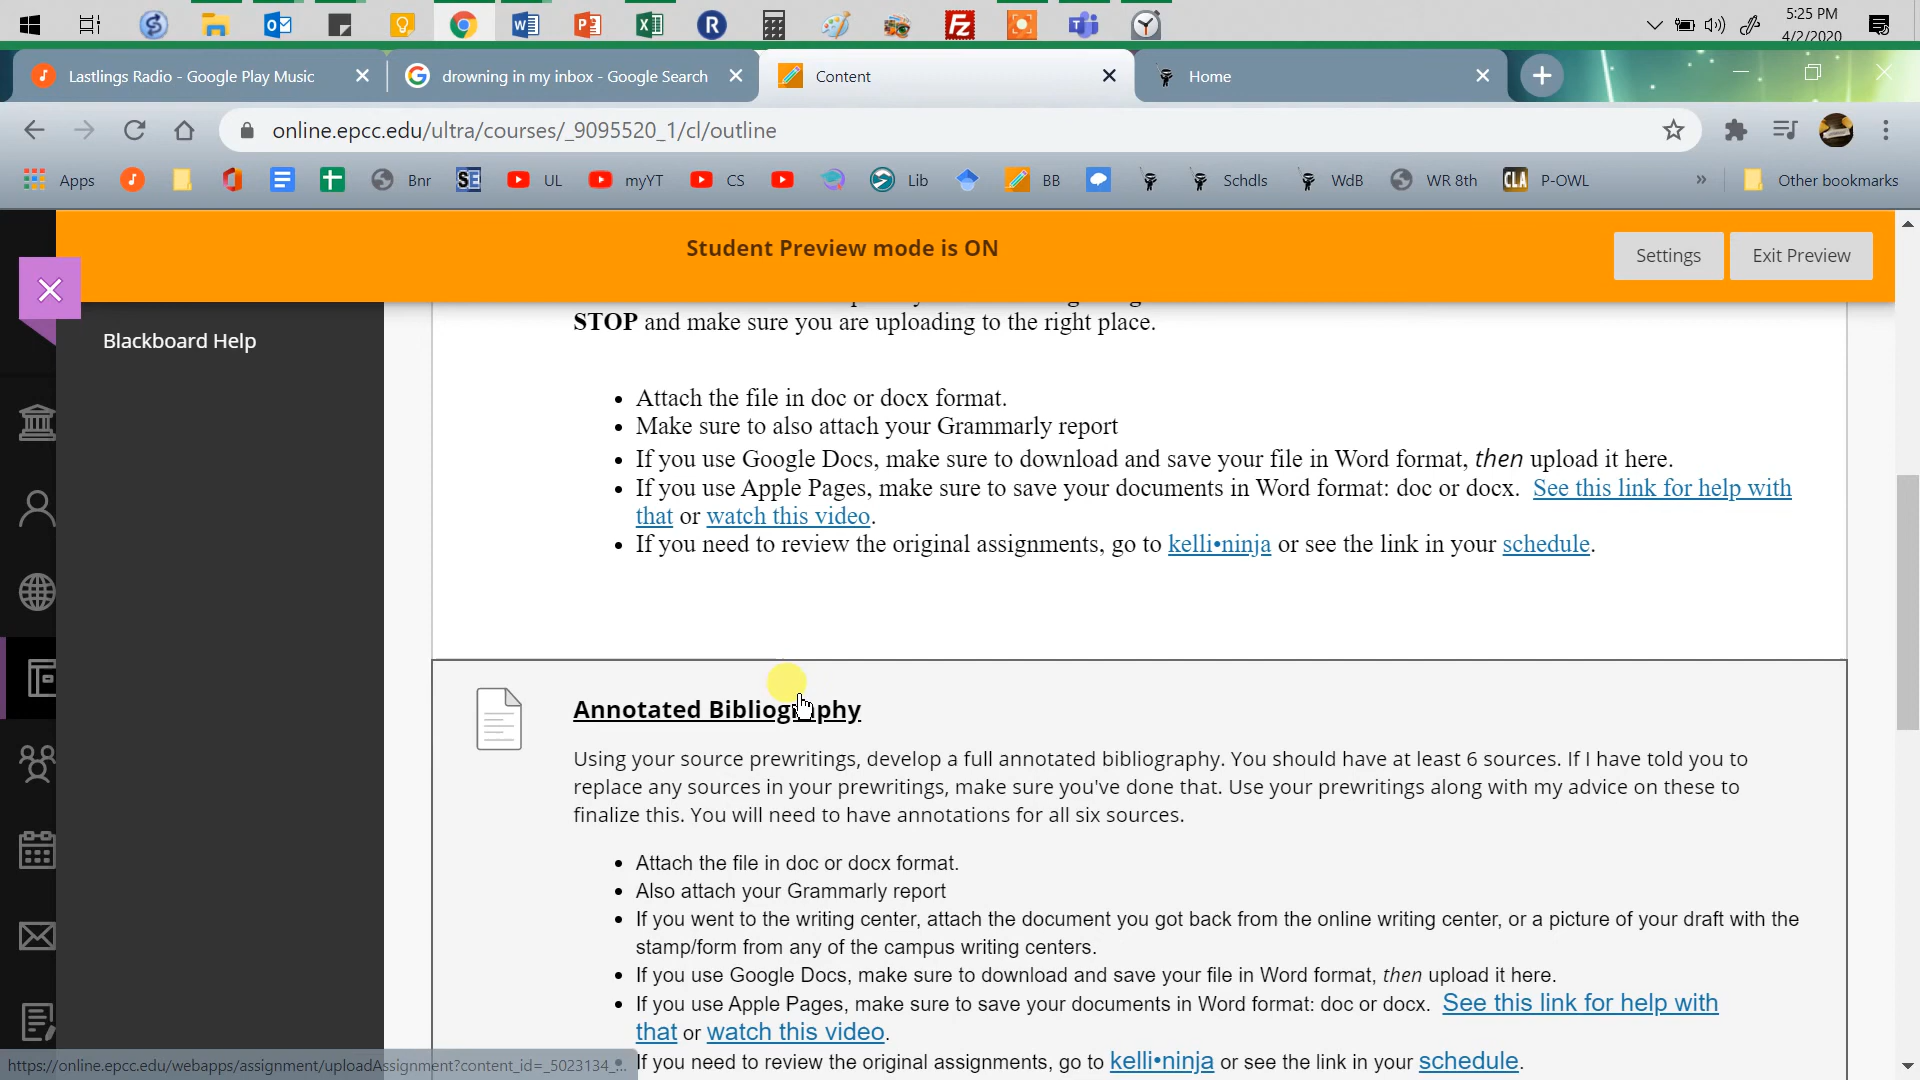 5:25 PM
4/2/2020
Lastlings Radio - Google Play Music
drowning in my inbox - Google Search
Content
Home
online.epcc.edu/ultra/courses/_9095520_1/cl/outline
Apps
Bnr
UL
myYT
CS
Lib
BB
Schdls
WdB
WR 8th
CLA
P-OWL
»
Other bookmarks
Student Preview mode is ON
Settings
Exit Preview
Blackboard Help
STOP and make sure you are uploading to the right place.
• Attach the file in doc or docx format.
• Make sure to also attach your Grammarly report
• If you use Google Docs, make sure to download and save your file in Word format, then upload it here.
• If you use Apple Pages, make sure to save your documents in Word format: doc or docx. See this link for help with
that or watch this video.
• If you need to review the original assignments, go to kelli•ninja or see the link in your schedule.
Annotated Bibliography
Using your source prewritings, develop a full annotated bibliography. You should have at least 6 sources. If I have told you to
replace any sources in your prewritings, make sure you've done that. Use your prewritings along with my advice on these to
finalize this. You will need to have annotations for all six sources.
• Attach the file in doc or docx format.
• Also attach your Grammarly report
• If you went to the writing center, attach the document you got back from the online writing center, or a picture of your draft with the
stamp/form from any of the campus writing centers.
• If you use Google Docs, make sure to download and save your file in Word format, then upload it here.
• If you use Apple Pages, make sure to save your documents in Word format: doc or docx. See this link for help with
that or watch this video.
• If you need to review the original assignments, go to kelli•ninja or see the link in your schedule.
https://online.epcc.edu/webapps/assignment/uploadAssignment?content_id=_5023134_...